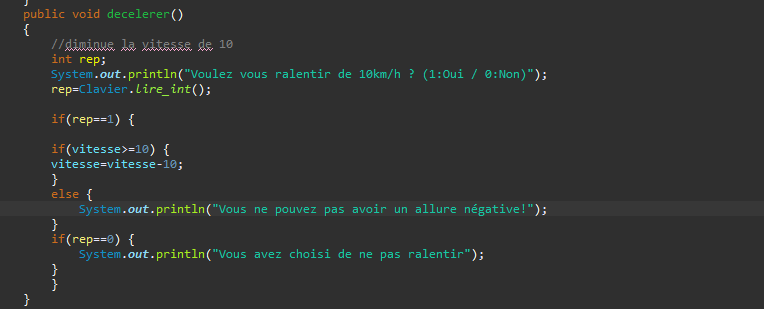 }
public void decelerer()
{
//diminue la vitesse de 10
int rep;
System.out.println("Voulez vous ralentir de 10km/h ? (1:Oui / 0:Non)");
rep=Clavier.lire_int();
if(rep==1) {
if(vitesse>=10) {
vitesse=vitesse-10;
}
else {
System.out.println("Vous ne pouvez pas avoir un allure négative!");
}
if(rep==0) {
System.out.println("Vous avez choisi de ne pas ralentir");
}
}
}